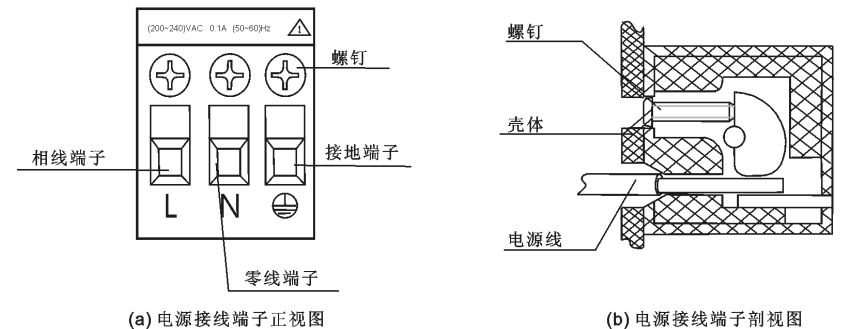 (200~240)VAC 0.1A (50~60)Hz
螺钉
相线端子
接地端子
L N
零线端子
(a) 电源接线端子正视图
螺钉
壳体
电源线
(b) 电源接线端子剖视图